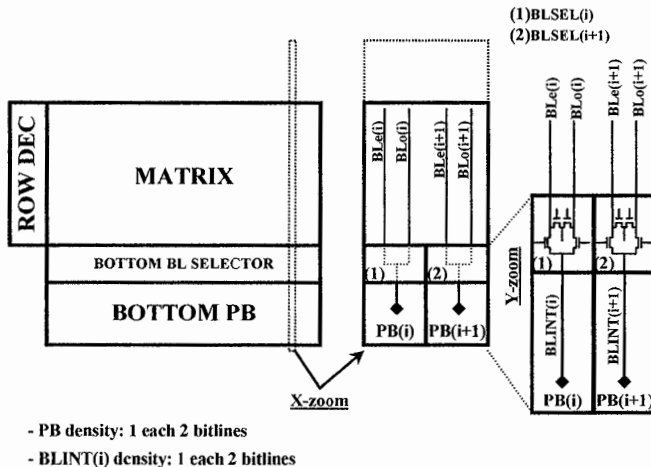 (1)BLSEL(i)
(2)BLSEL(i+1)
BLe(i)
BLo(i)
BLe(i+1)
BLo(i+1)
ROW DEC
MATRIX
BLe(i)
BLo(i)
BLe(i+1)
BLo(i+1)
BOTTOM BL SELECTOR
(1)
(2)
(1)
(2)
BOTTOM PB
PB(i)
PB(i+1)
Y-zoom
BLINT(i)
BLINT(i+1)
PB(i)
PB(i+1)
X-zoom
- PB density: 1 each 2 bitlines
- BLINT(i) density: 1 each 2 bitlines